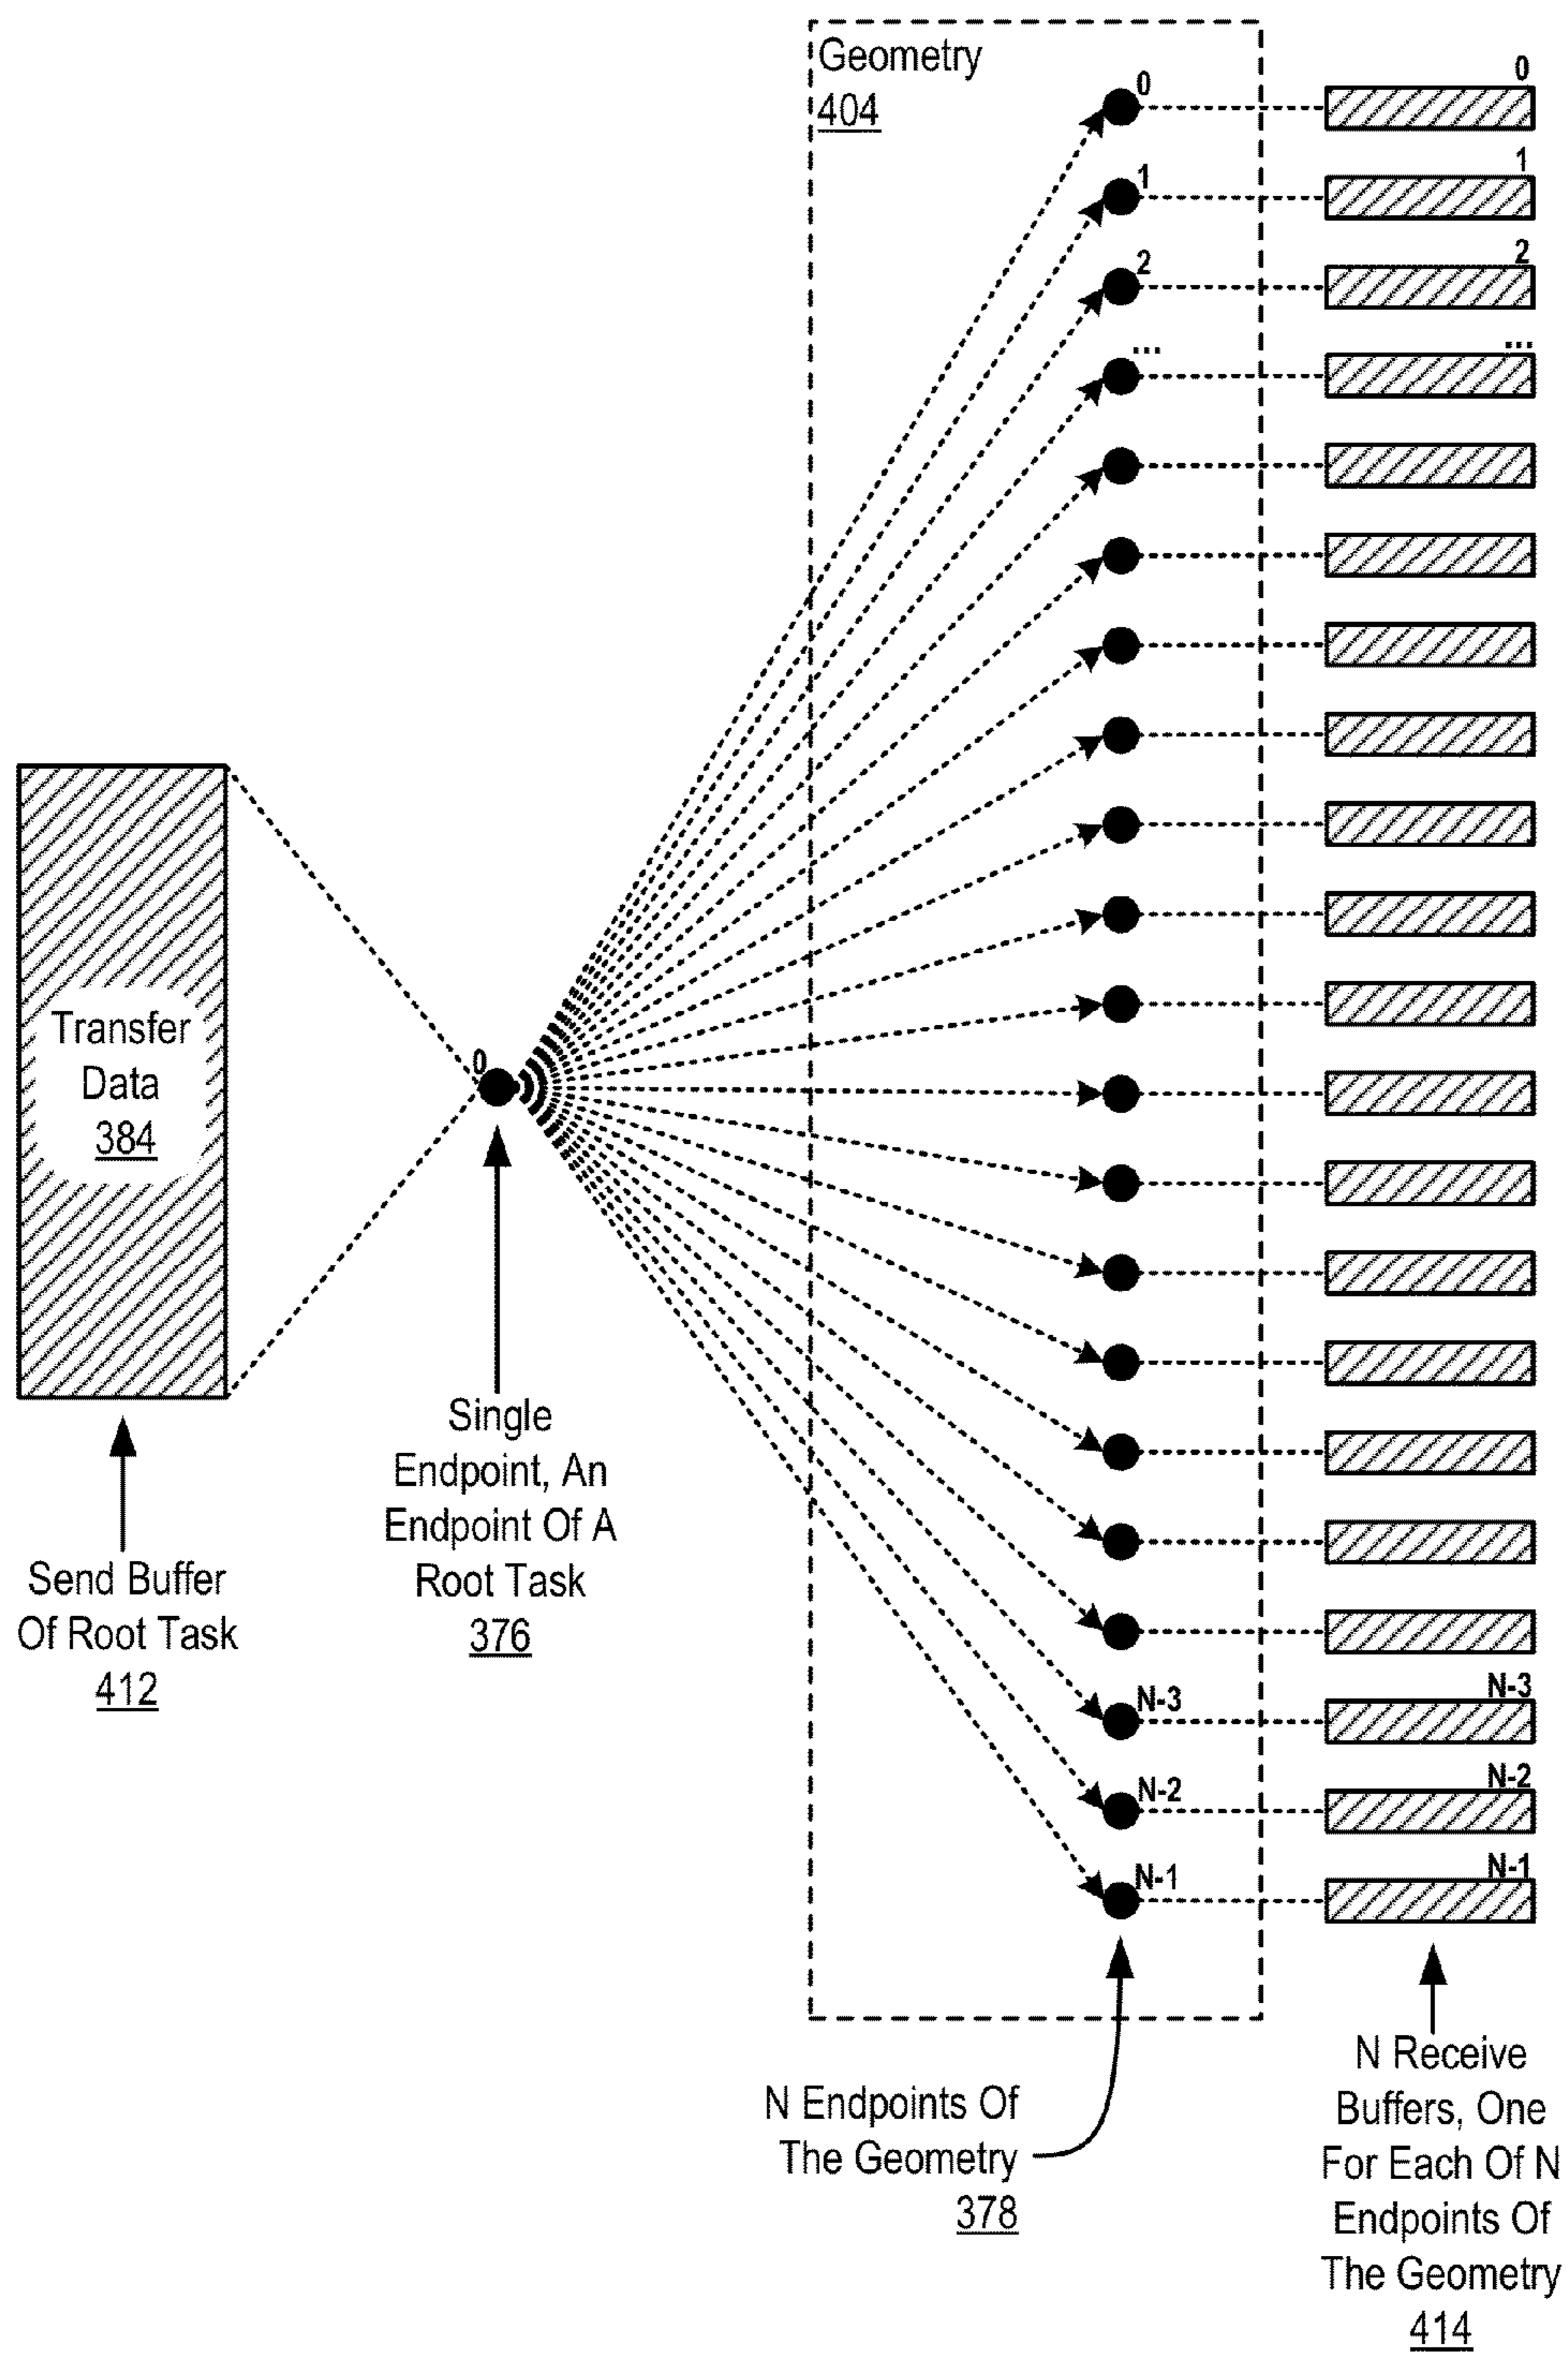 Geometry
404
0
0
1
1
2
2
...
...
Transfer
Data
384
0
Single
Endpoint, An
Endpoint Of A
Root Task
376
Send Buffer
Of Root Task
412
N-3
N-3
N-2
N-2
N-1
N-1
N Endpoints Of
The Geometry
378
N Receive
Buffers, One
For Each Of N
Endpoints Of
The Geometry
414